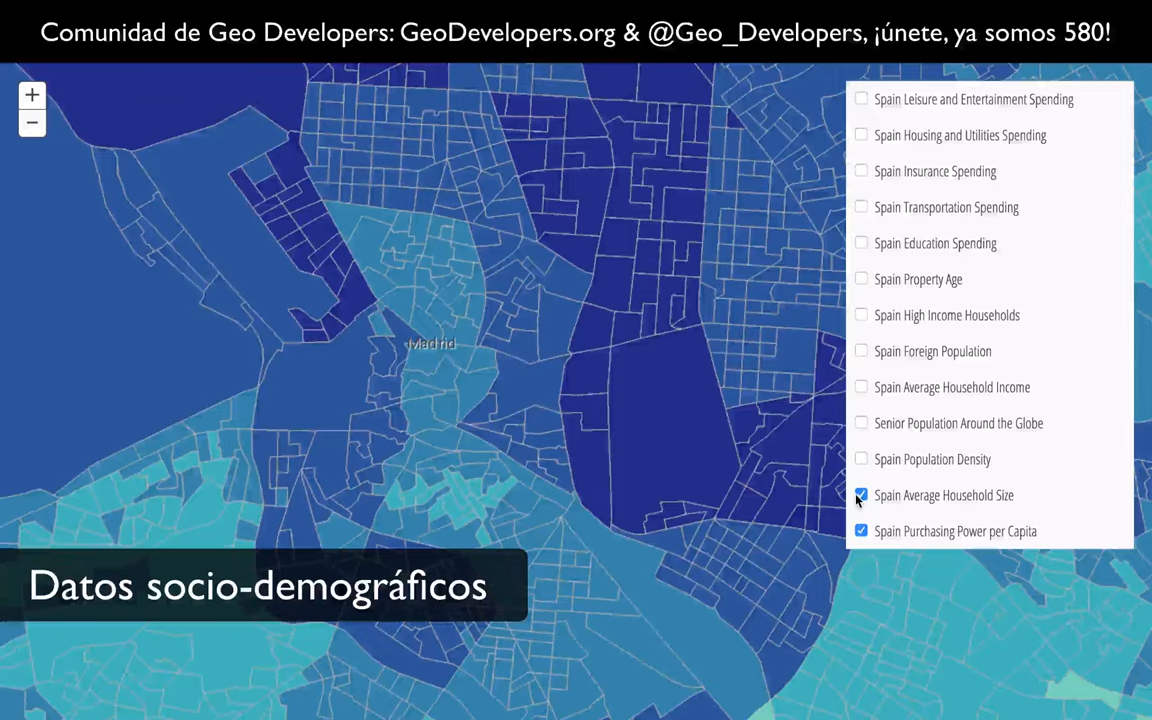 Comunidad de Geo Developers: GeoDevelopers.org & @Geo_Developers, ¡únete, ya somos 580!
+
−
Spain Leisure and Entertainment Spending
Spain Housing and Utilities Spending
Spain Insurance Spending
Spain Transportation Spending
Spain Education Spending
Spain Property Age
Spain High Income Households
Spain Foreign Population
Spain Average Household Income
Senior Population Around the Globe
Spain Population Density
Spain Average Household Size
Spain Purchasing Power per Capita
Madrid
Datos socio-demográficos